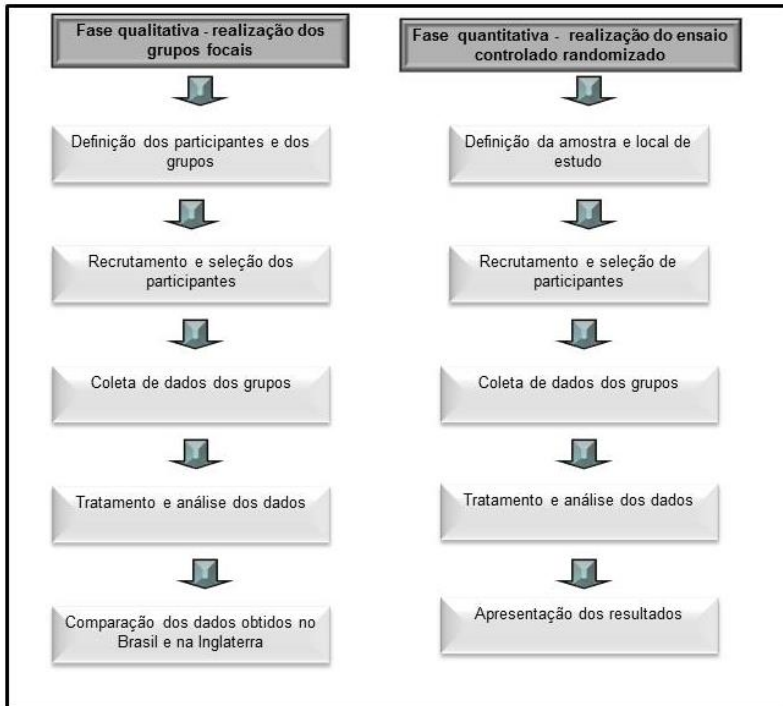 Fase qualitativa - realização dos
grupos focais
Definição dos participantes e dos
grupos
Recrutamento e seleção dos
participantes
Coleta de dados dos grupos
Tratamento e análise dos dados
Comparação dos dados obtidos no
Brasil e na Inglaterra
Fase quantitativa - realização do ensaio
controlado randomizado
Definição da amostra e local de
estudo
Recrutamento e seleção de
participantes
Coleta de dados dos grupos
Tratamento e análise dos dados
Apresentação dos resultados